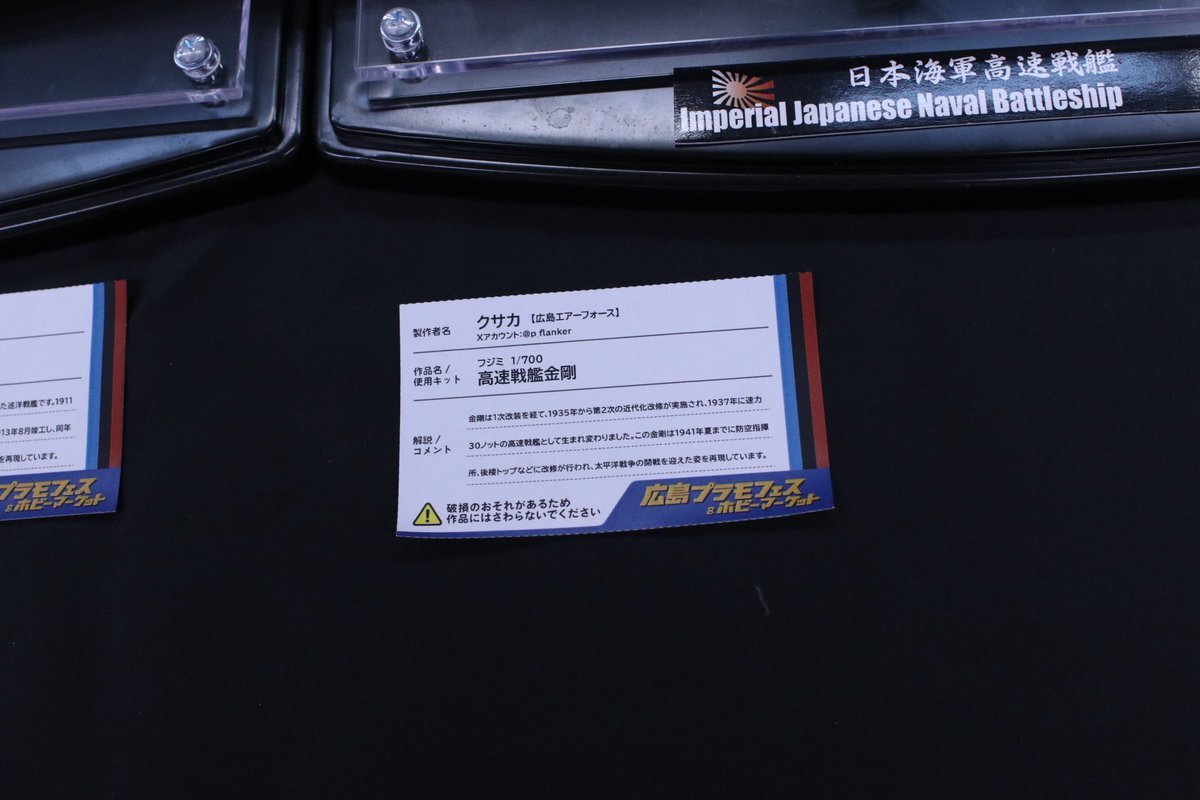 日本海軍高速戦艦
Imperial Japanese Naval Battleship
た巡洋戦艦です。1911
13年8月竣工し、同年
を再現しています。
プラモフェス
&ホビーマーケット
製作者名 クサカ 【広島エアーフォース】
Xアカウント:@p flanker
作品名 / 使用キット
フジミ 1/700
高速戦艦金剛
解説 / コメント
金剛は1次改装を経て、1935年から第2次の近代化改修が実施され、1937年に速力
30ノットの高速戦艦として生まれ変わりました。この金剛は1941年夏までに防空指揮
所、後楼トップなどに改修が行われ、太平洋戦争の開戦を迎えた姿を再現しています。
破損のおそれがあるため
作品にはさわらないでください
広島プラモフェス
&ホビーマーケット